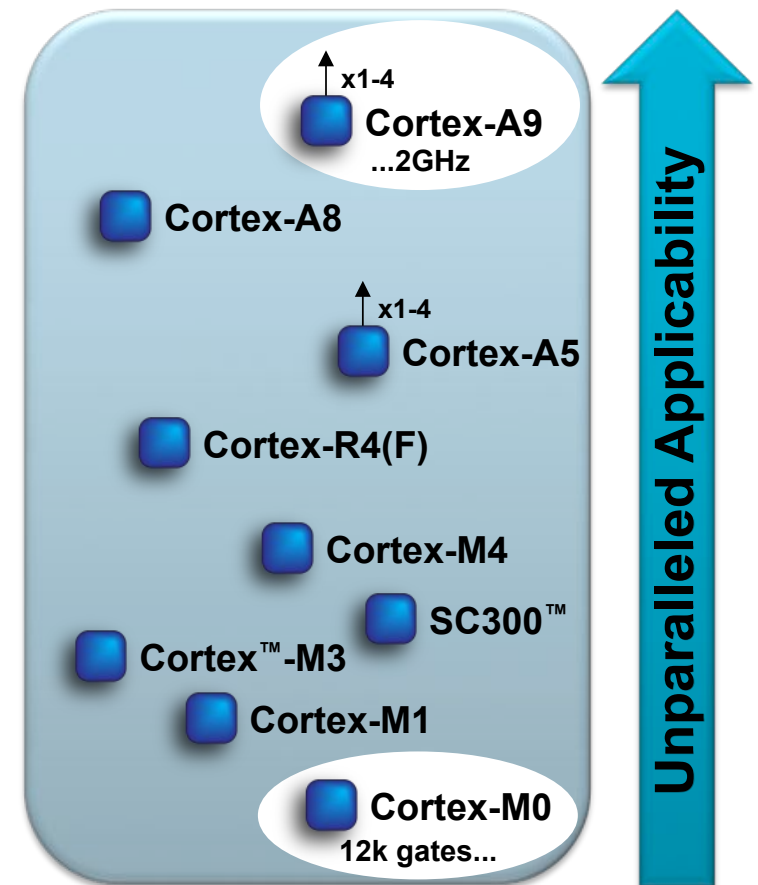 x1-4
Cortex-A9
...2GHz
Cortex-A8
x1-4
Cortex-A5
Cortex-R4(F)
Cortex-M4
SC300™
Cortex™-M3
Cortex-M1
Cortex-M0
12k gates...
Unparalleled Applicability